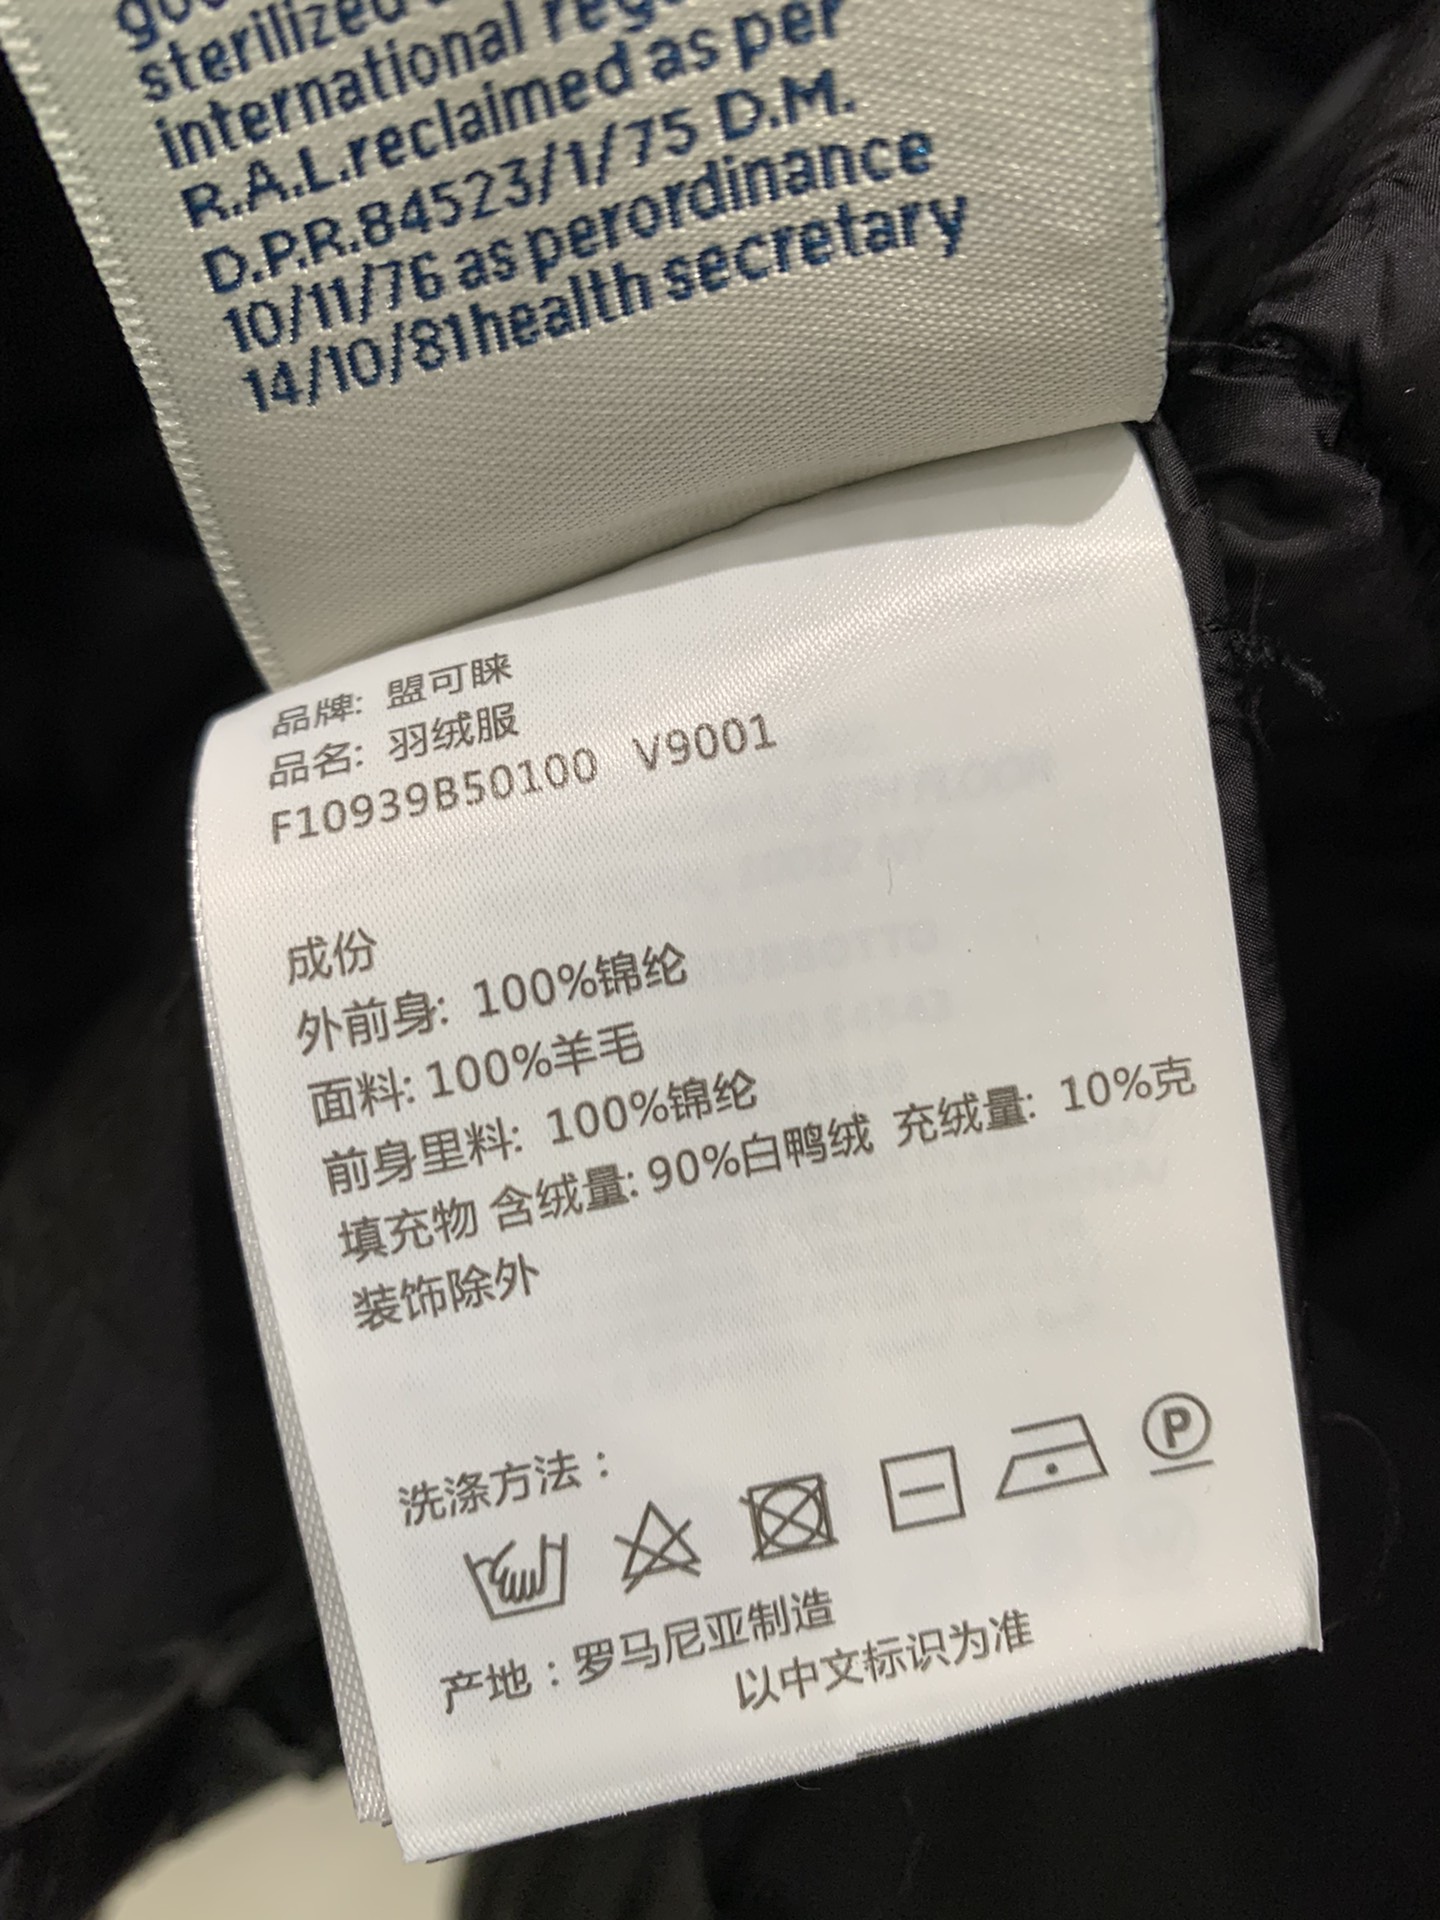 sterilized
international
R.A.L.reclaimed as per
D.P.R.84523/1/75 D.M.
10/11/76 as perordinance
14/10/81health secretary
品牌: 盟可睐
品名: 羽绒服
F10939B50100 V9001
成份
外前身: 100%锦纶
面料: 100%羊毛
前身里料: 100%锦纶
填充物 含绒量: 90%白鸭绒 充绒量: 10%克
装饰除外
洗涤方法：
P
产地：罗马尼亚制造
以中文标识为准